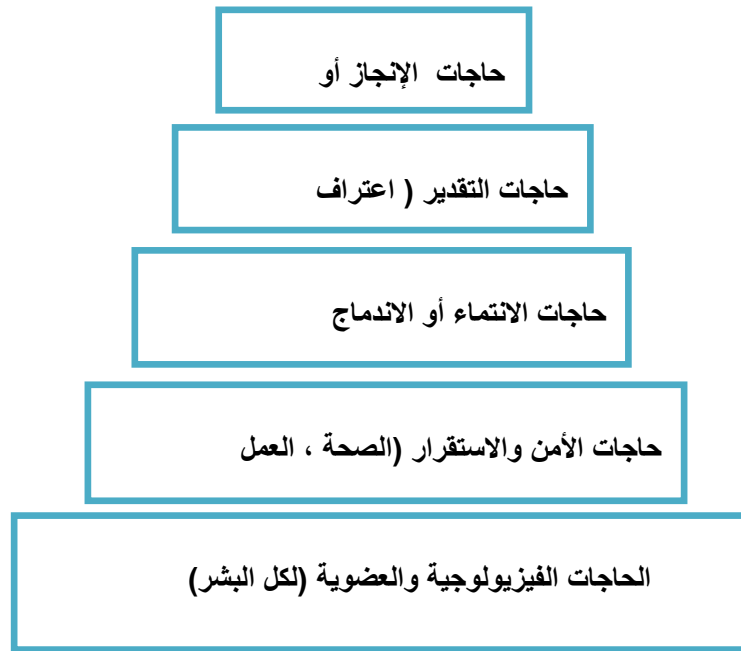 حاجات الإنجاز أو
حاجات التقدير ( اعتراف
حاجات الانتماء أو الاندماج
حاجات الأمن والاستقرار (الصحة ، العمل
الحاجات الفيزيولوجية والعضوية (لكل البشر)